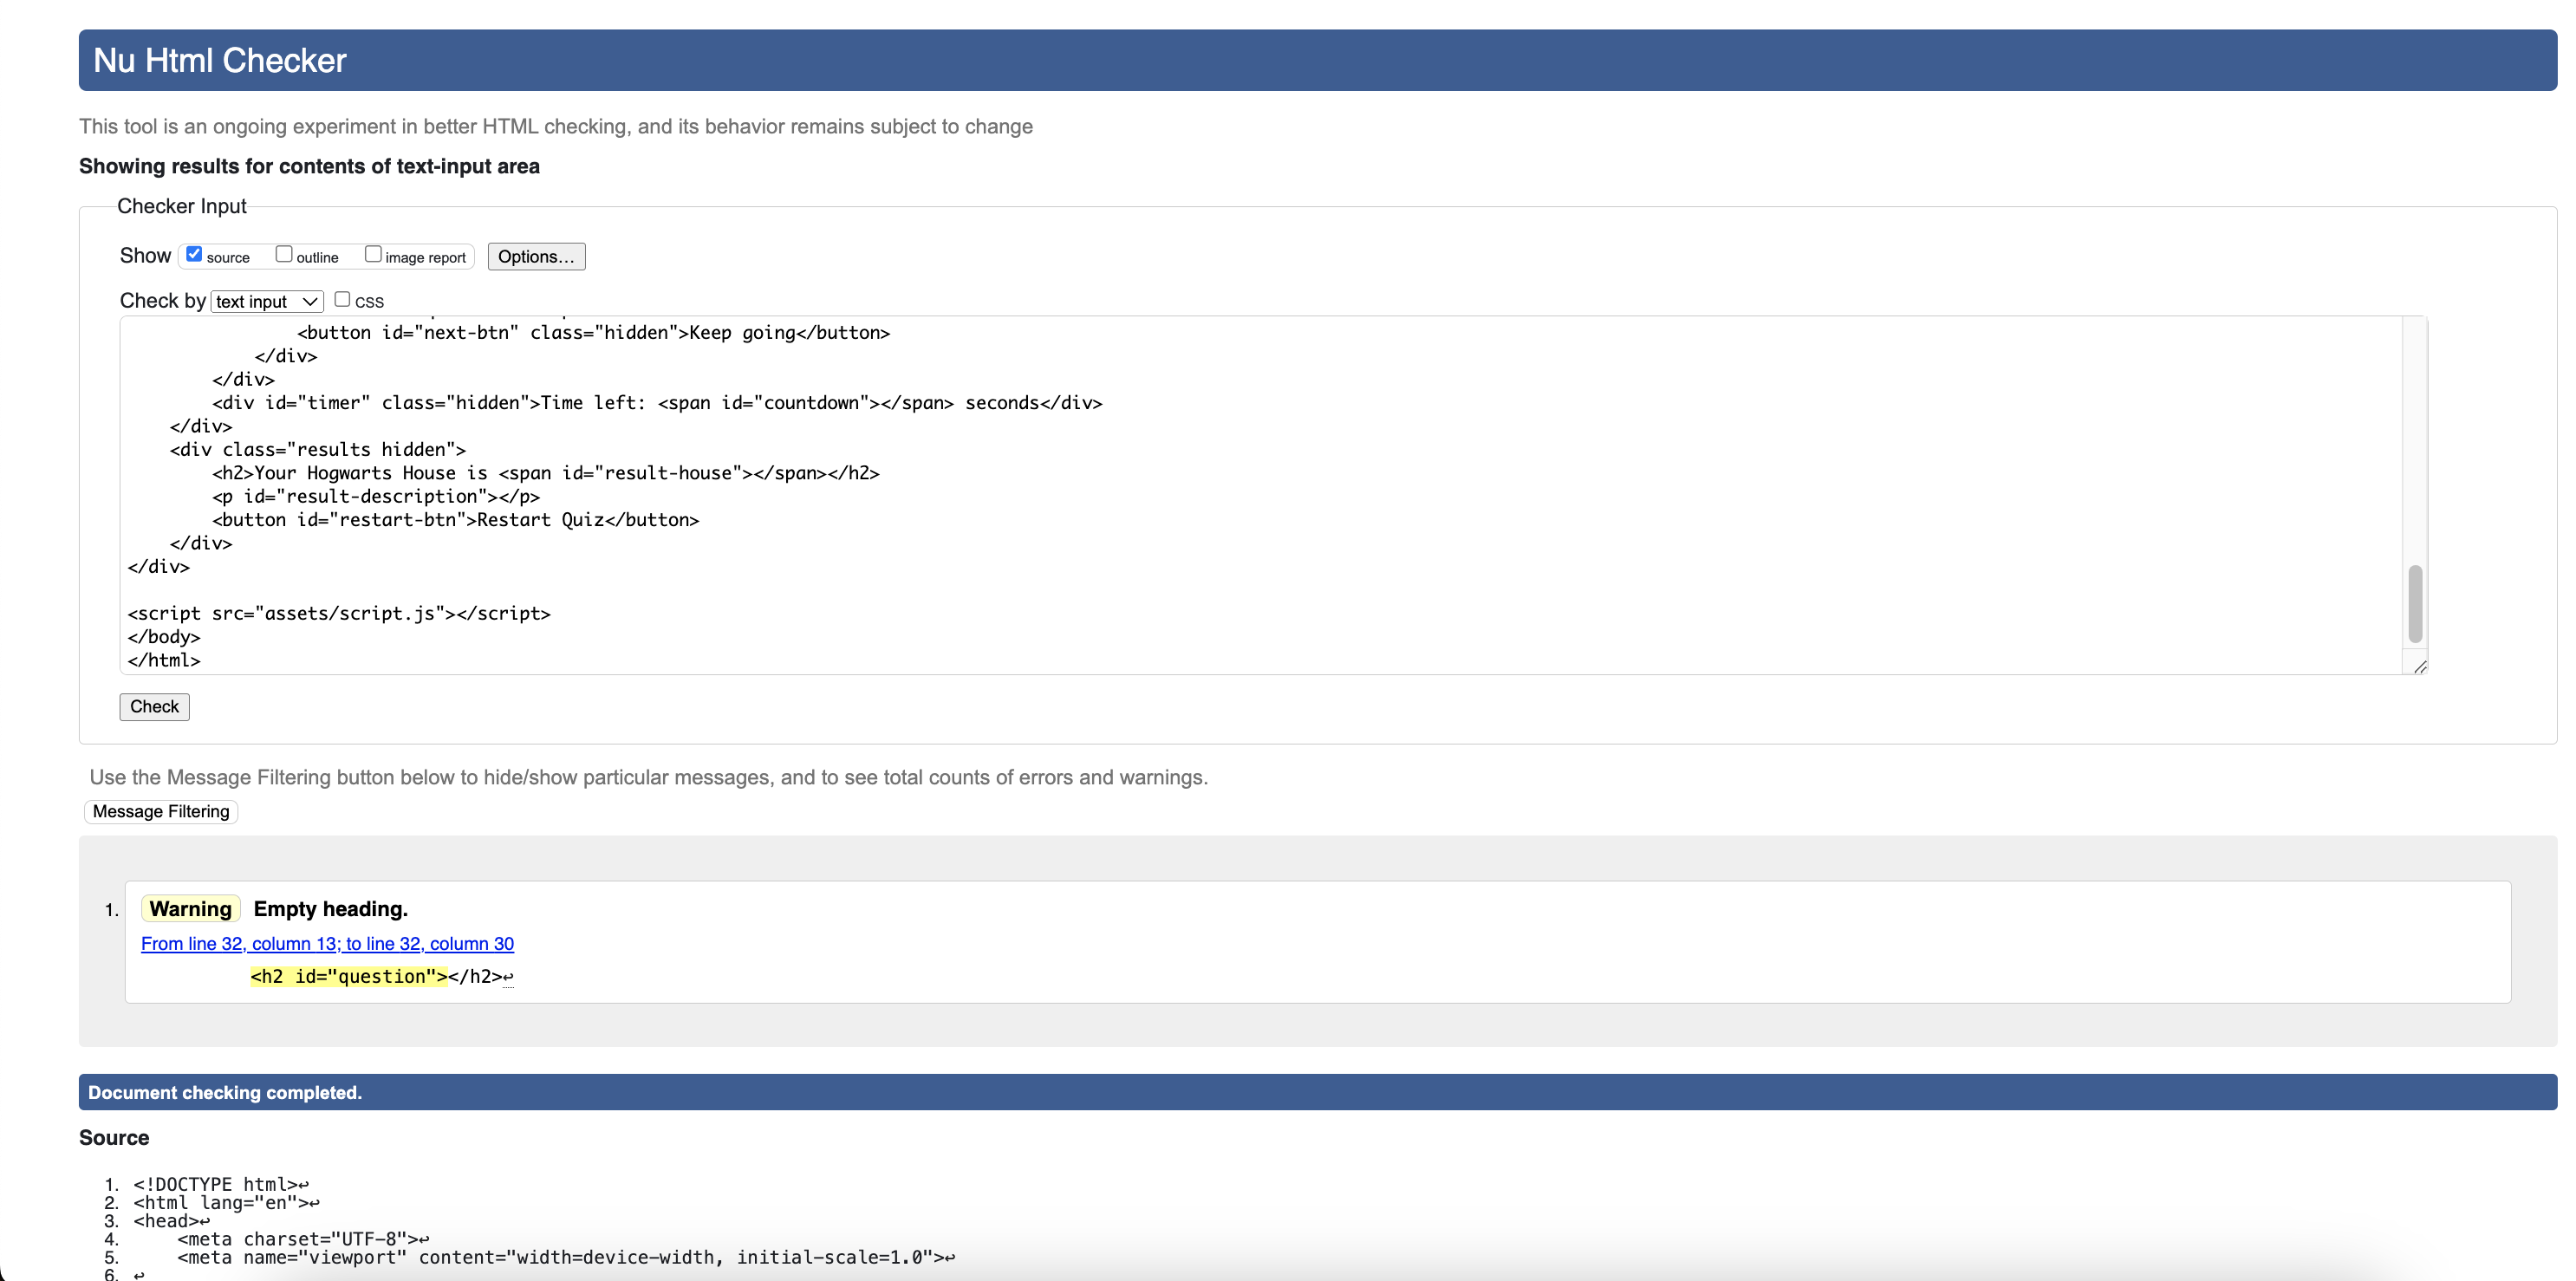 Nu Html Checker
This tool is an ongoing experiment in better HTML checking, and its behavior remains subject to change
Showing results for contents of text-input area
Checker Input
Show source outline image report Options...
Check by text input css
<button id="next-btn" class="hidden">Keep going</button>
</div>
</div>
<div id="timer" class="hidden">Time left: <span id="countdown"></span> seconds</div>
</div>
<div class="results hidden">
<h2>Your Hogwarts House is <span id="result-house"></span></h2>
<p id="result-description"></p>
<button id="restart-btn">Restart Quiz</button>
</div>
</div>
<script src="assets/script.js"></script>
</body>
</html>
Check
Use the Message Filtering button below to hide/show particular messages, and to see total counts of errors and warnings.
Message Filtering
1. Warning Empty heading.
From line 32, column 13; to line 32, column 30
<h2 id="question"></h2>↩
Document checking completed.
Source
1. <!DOCTYPE html>↩
2. <html lang="en">↩
3. <head>↩
4. <meta charset="UTF-8">↩
5. <meta name="viewport" content="width=device-width, initial-scale=1.0">↩
6. ↩